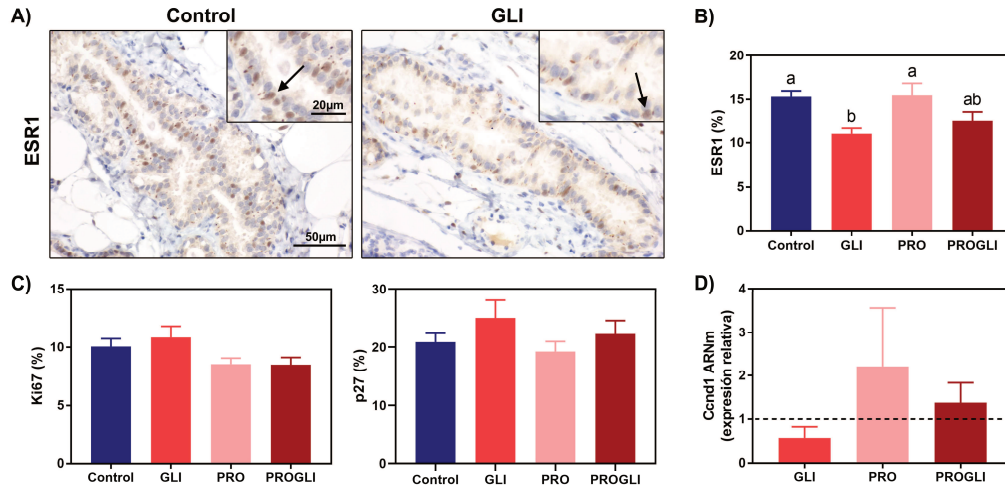 A)
Control
GLI
ESR1
20µm
50µm
B)
ESR1 (%)
20
15
10
5
0
a
b
a
ab
Control
GLI
PRO
PROGLI
C)
Ki67 (%)
15
10
5
0
Control
GLI
PRO
PROGLI
p27 (%)
30
20
10
0
Control
GLI
PRO
PROGLI
D)
Ccnd1 ARNm
(expresión relativa)
4
3
2
1
0
GLI
PRO
PROGLI